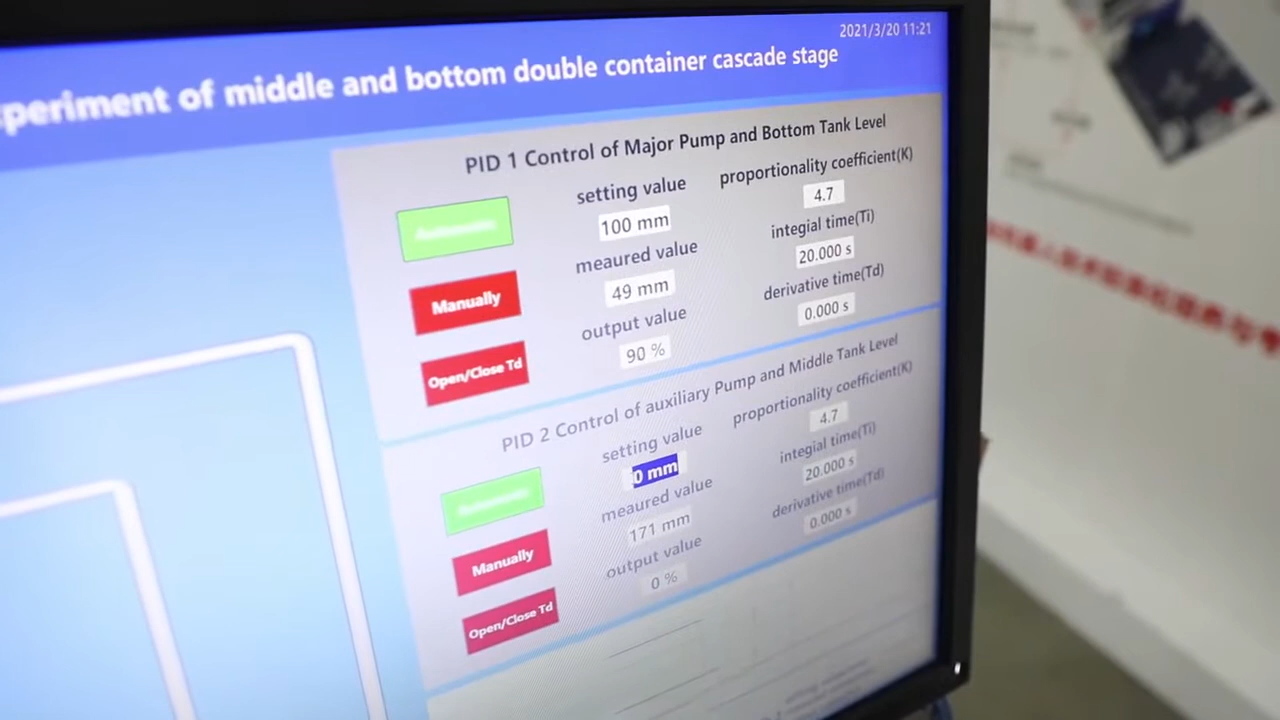 2021/3/20 11:21
periment of middle and bottom double container cascade stage
PID 1 Control of Major Pump and Bottom Tank Level
setting value
proportionality coefficient(K)
100 mm
4.7
meaured value
integial time(Ti)
Manually
49 mm
20.000 s
output value
derivative time(Td)
Open/Close Td
90 %
0.000 s
PID 2 Control of auxiliary Pump and Middle Tank Level
setting value
proportionality coefficient(K)
0 mm
4.7
meaured value
integial time(Ti)
Manually
171 mm
20.000 s
output value
derivative time(Td)
Open/Close Td
0 %
0.000 s